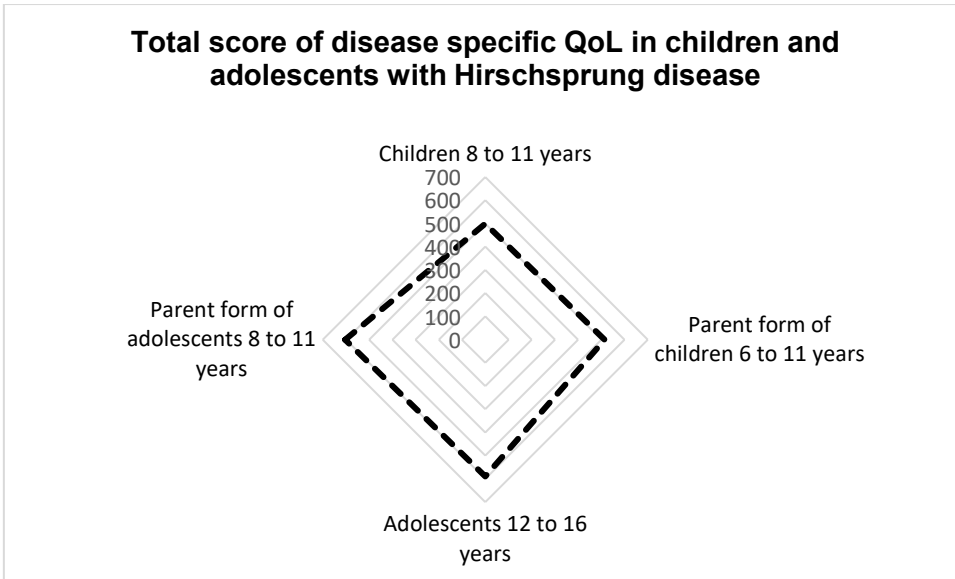 Total score of disease specific QoL in children and
adolescents with Hirschsprung disease
Children 8 to 11 years
700
600
500
400
300
200
100
0
Parent form of
adolescents 8 to 11
years
Parent form of
children 6 to 11 years
Adolescents 12 to 16
years